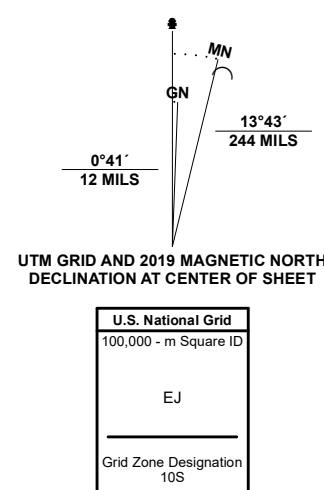 MN
GN
13°43´
244 MILS
0°41´
12 MILS
UTM GRID AND 2019 MAGNETIC NORTH
DECLINATION AT CENTER OF SHEET
U.S. National Grid
100,000 - m Square ID
EJ
Grid Zone Designation
10S